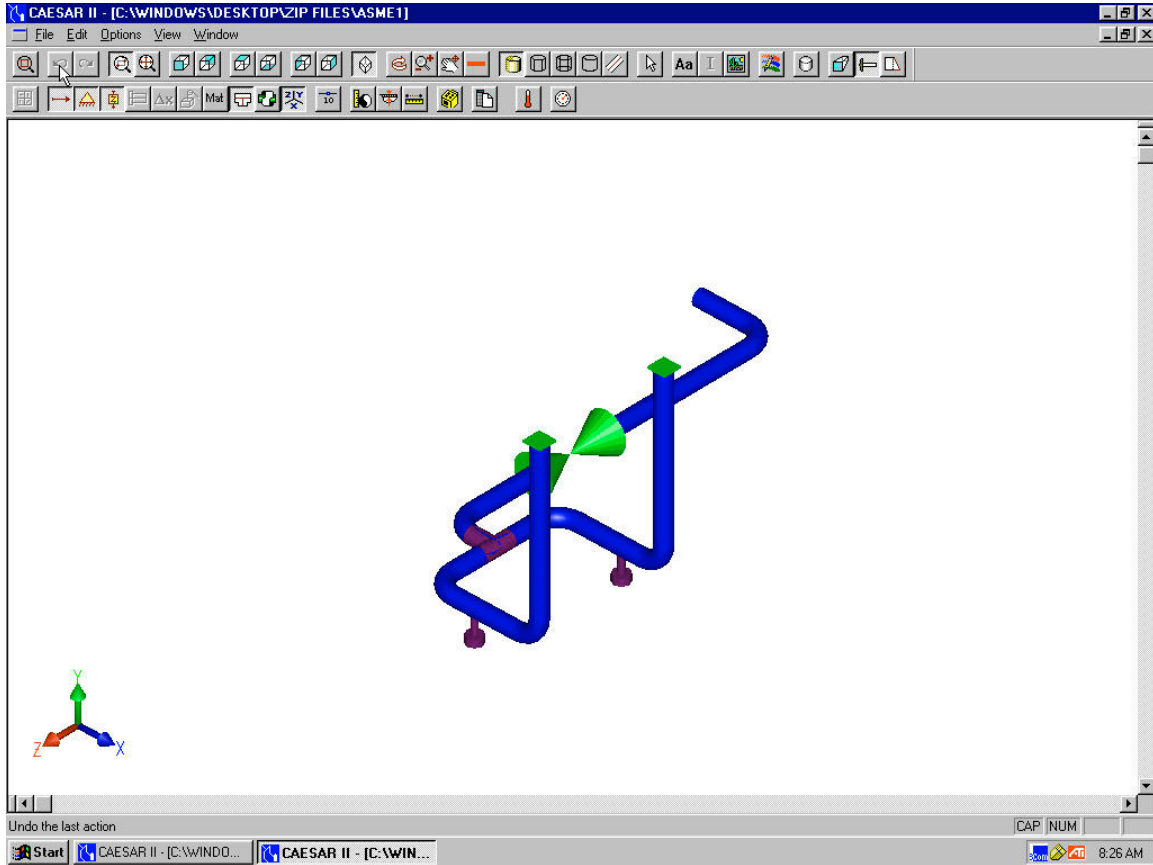 CAESAR II - [C:\WINDOWS\DESKTOP\ZIP FILES\ASME1]
File Edit Options View Window
Aa I
Δx Mat Z|Y X 10
Y
Z X
Undo the last action CAP NUM
Start CAESAR II - [C:\WINDO... CAESAR II - [C:\WIN... 8:26 AM